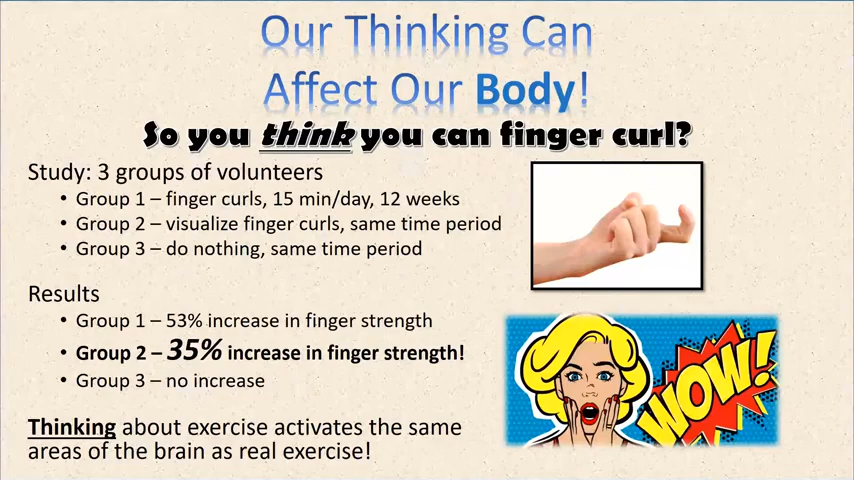 Our Thinking Can
Affect Our Body!
So you think you can finger curl?
Study: 3 groups of volunteers
• Group 1 – finger curls, 15 min/day, 12 weeks
• Group 2 – visualize finger curls, same time period
• Group 3 – do nothing, same time period
Results
• Group 1 – 53% increase in finger strength
• Group 2 – 35% increase in finger strength!
• Group 3 – no increase
WOW!
Thinking about exercise activates the same
areas of the brain as real exercise!